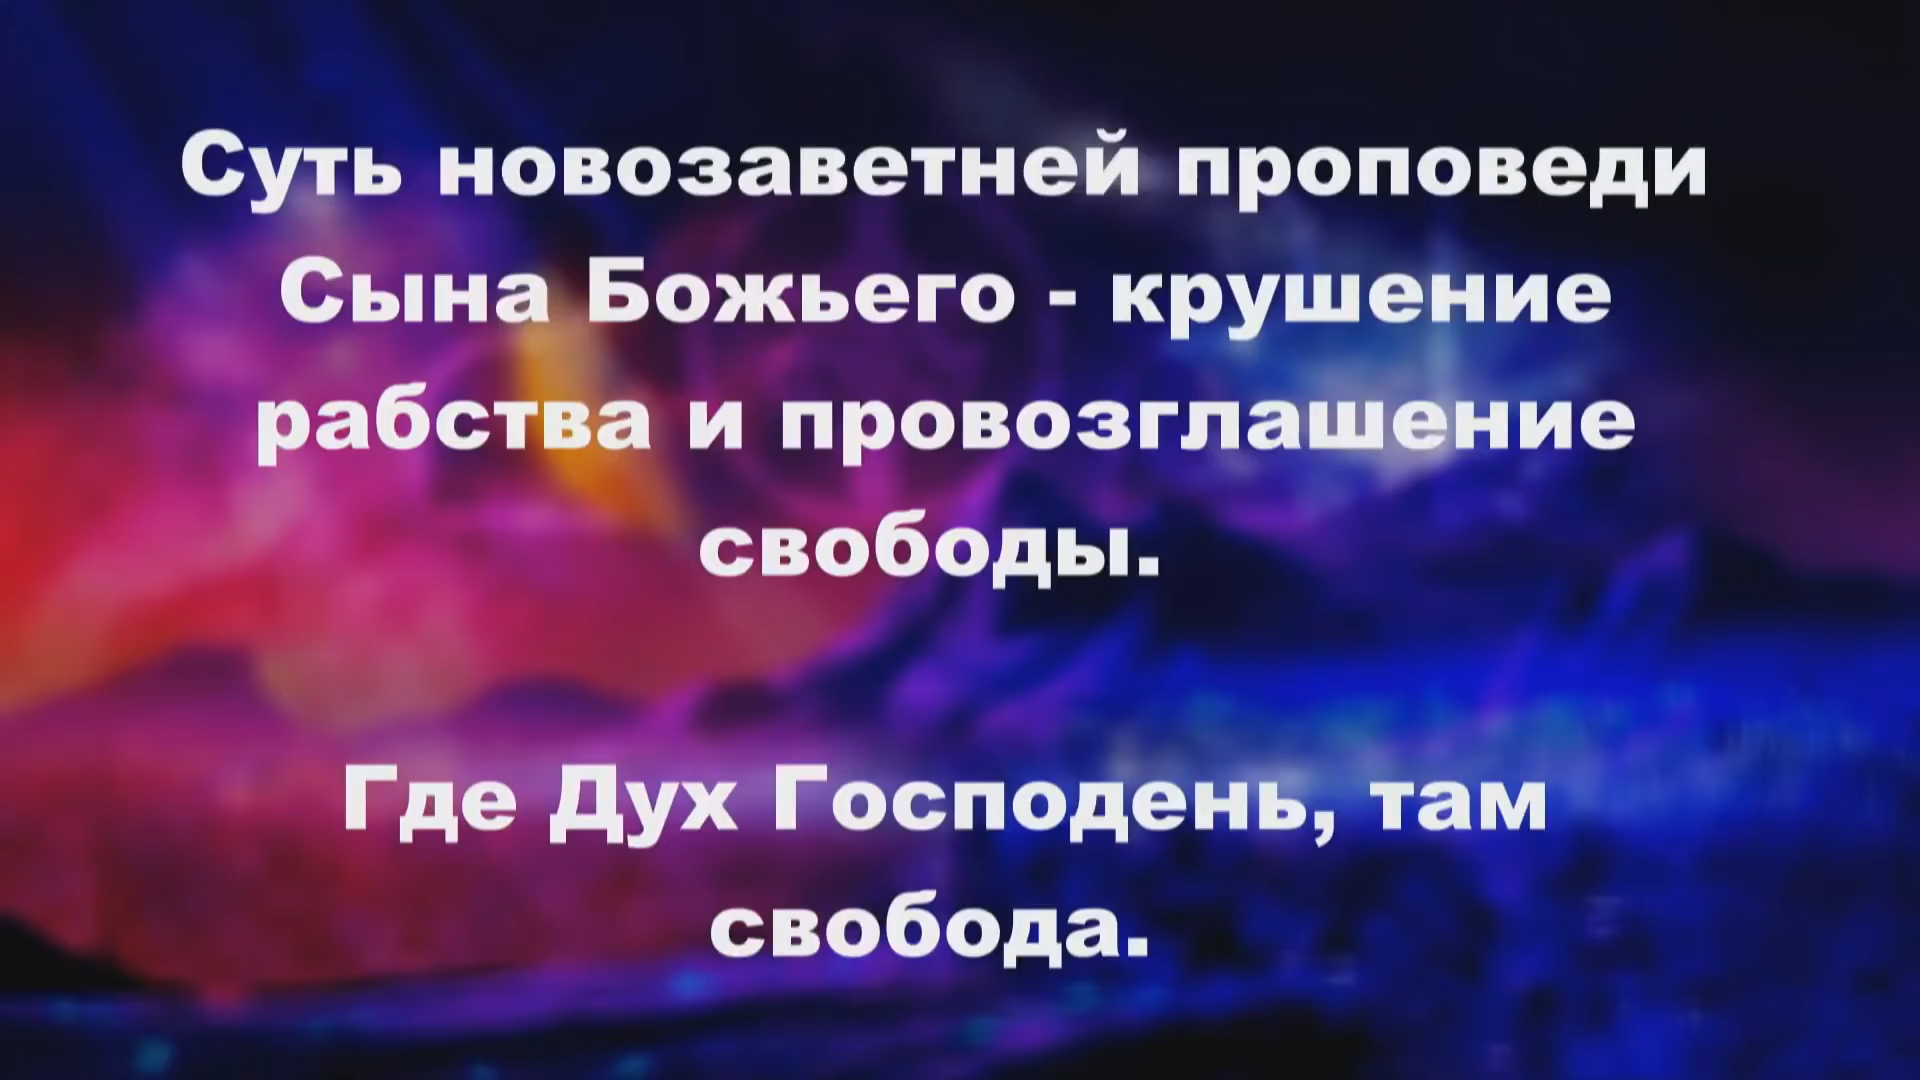 Суть новозаветней проповеди
Сына Божьего - крушение
рабства и провозглашение
свободы.
Где Дух Господень, там
свобода.